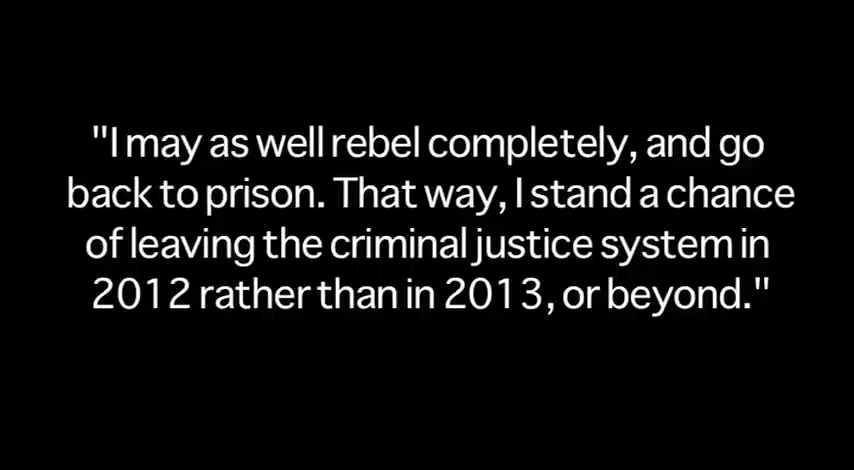 "I may as well rebel completely, and go
back to prison. That way, I stand a chance
of leaving the criminal justice system in
2012 rather than in 2013, or beyond."